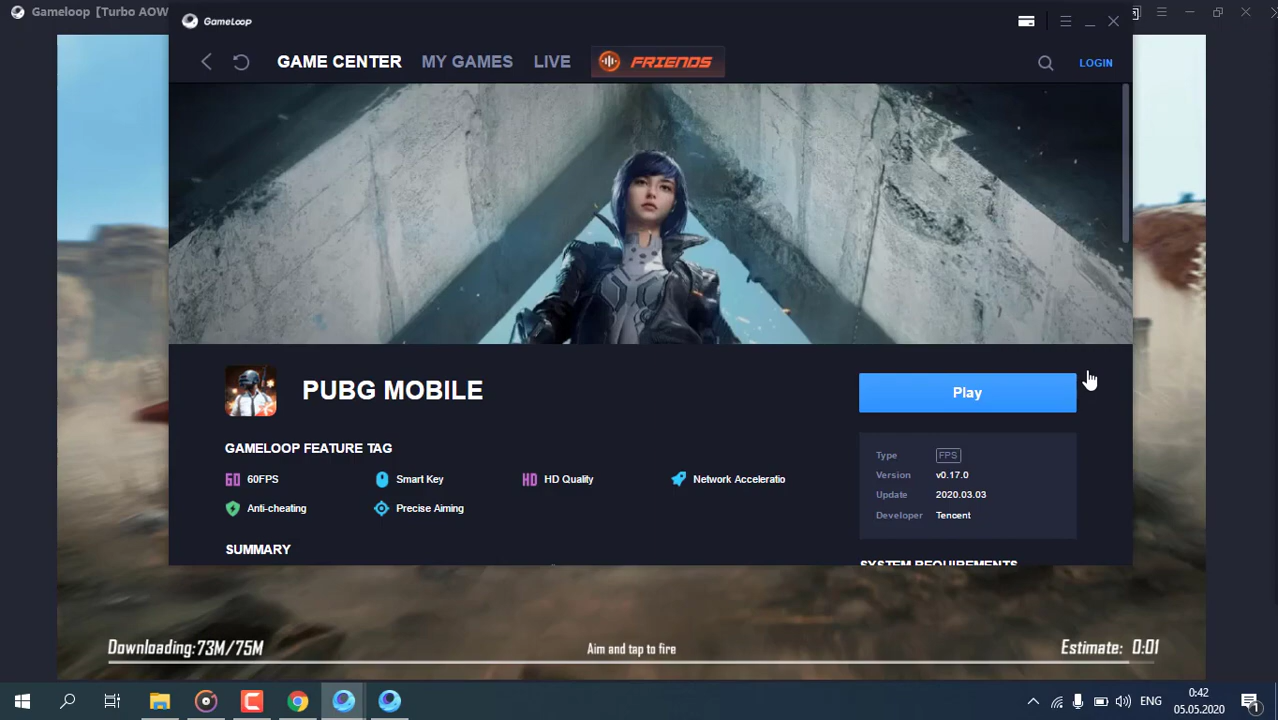 Gameloop [Turbo AOW
GameLoop
GAME CENTER MY GAMES LIVE FRIENDS LOGIN
PUBG MOBILE
Play
GAMELOOP FEATURE TAG
60 60FPS Smart Key HD HD Quality Network Acceleratio
Anti-cheating Precise Aiming
SUMMARY
Type FPS
Version v0.17.0
Update 2020.03.03
Developer Tencent
SYSTEM REQUIREMENTS
Downloading:73M/75M Aim and tap to fire Estimate: 0:01
ENG
0:42
05.05.2020
1